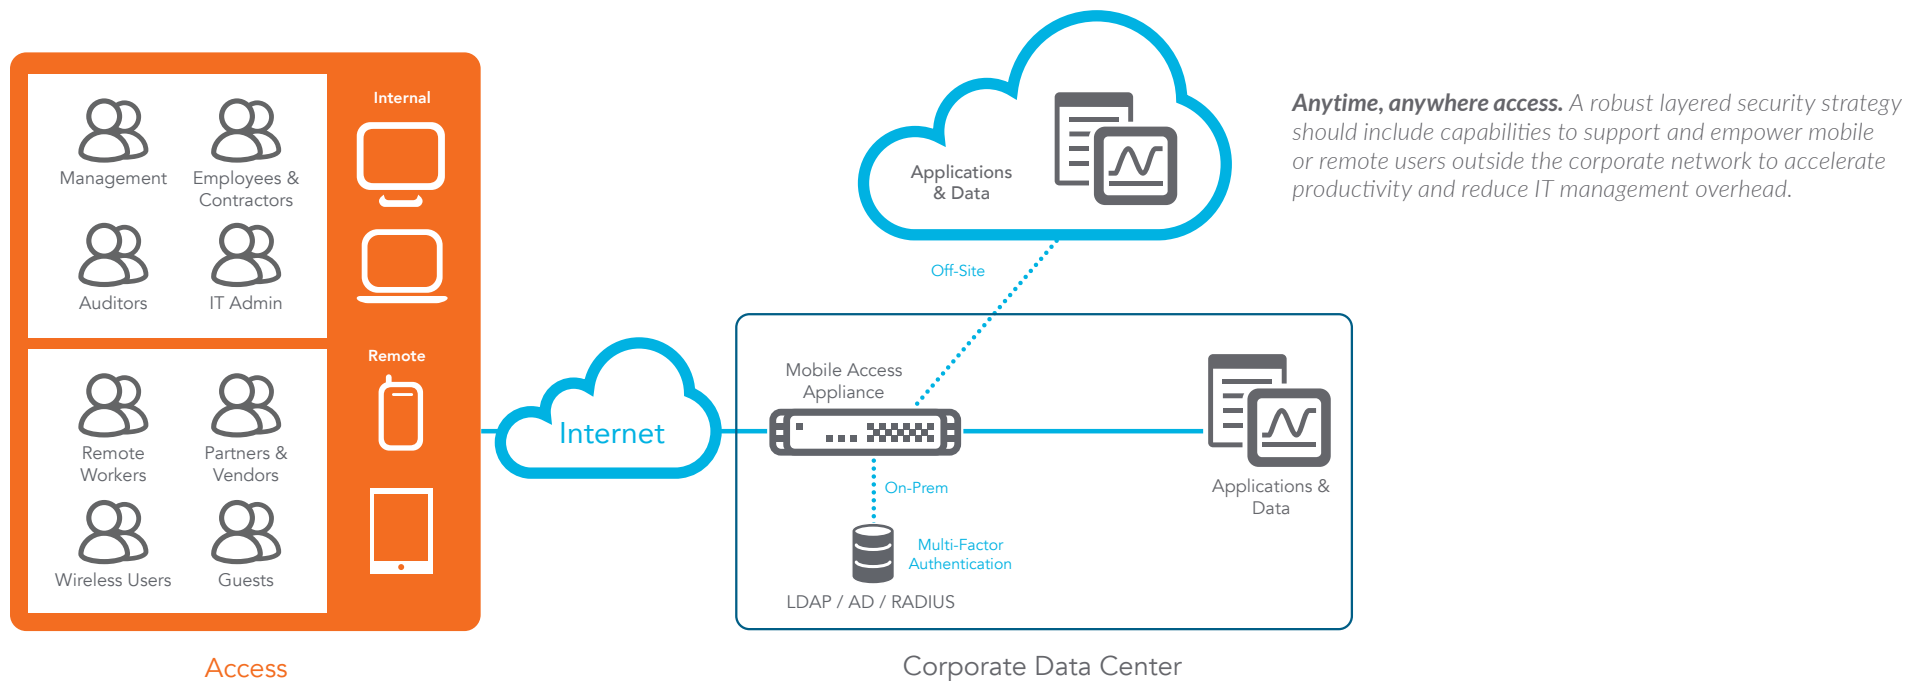 Internal
Management
Employees &
Contractors
Auditors
IT Admin
Remote
Remote
Workers
Partners &
Vendors
Wireless Users
Guests
Access
Internet
Applications
& Data
Off-Site
Mobile Access
Appliance
On-Prem
Multi-Factor
Authentication
LDAP / AD / RADIUS
Applications &
Data
Corporate Data Center
Anytime, anywhere access. A robust layered security strategy
should include capabilities to support and empower mobile
or remote users outside the corporate network to accelerate
productivity and reduce IT management overhead.